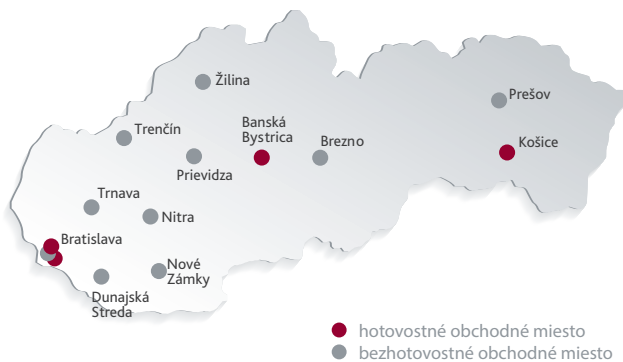 Žilina
Prešov
Trenčín
Banská
Bystrica
Brezno
Košice
Prievidza
Trnava
Nitra
Bratislava
Nové
Zámky
Dunajská
Streda
hotovostné obchodné miesto
bezhotovostné obchodné miesto